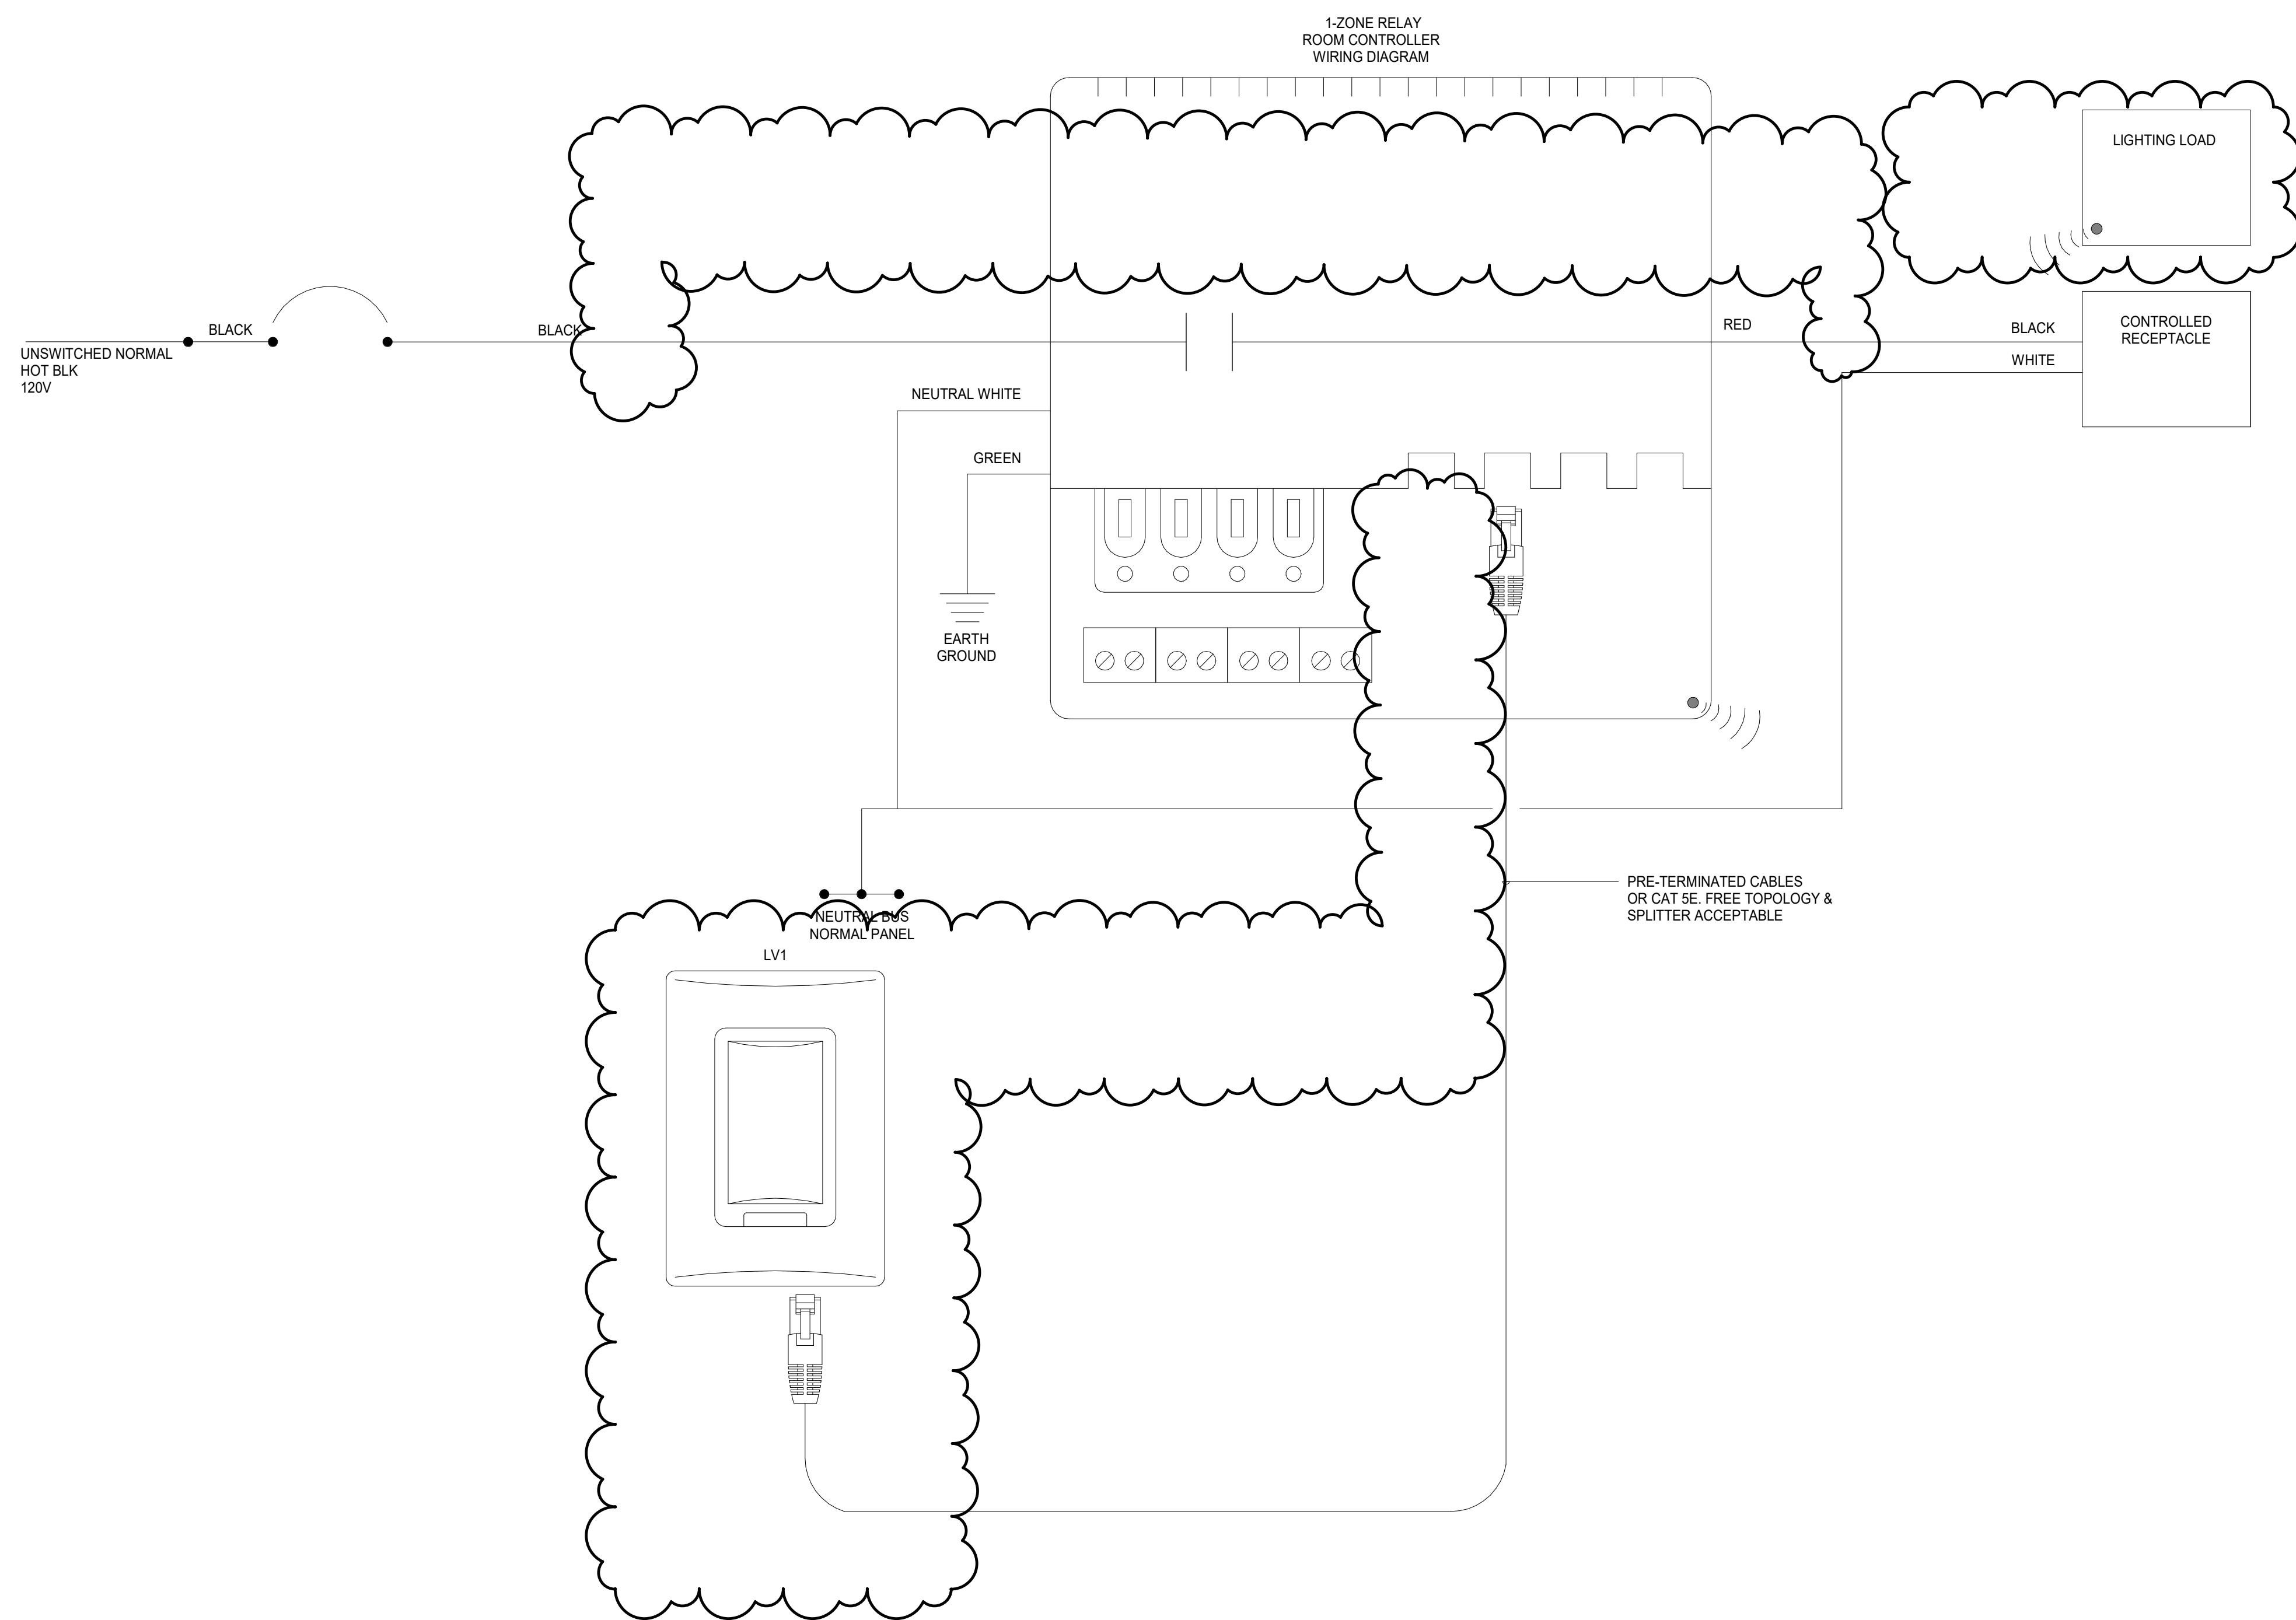 1-ZONE RELAY
ROOM CONTROLLER
WIRING DIAGRAM
LIGHTING LOAD
BLACK
BLACK
RED
BLACK
CONTROLLED
RECEPTACLE
UNSWITCHED NORMAL
HOT BLK
120V
WHITE
NEUTRAL WHITE
GREEN
EARTH
GROUND
PRE-TERMINATED CABLES
OR CAT 5E. FREE TOPOLOGY &
SPLITTER ACCEPTABLE
NEUTRAL BUS
NORMAL PANEL
LV1